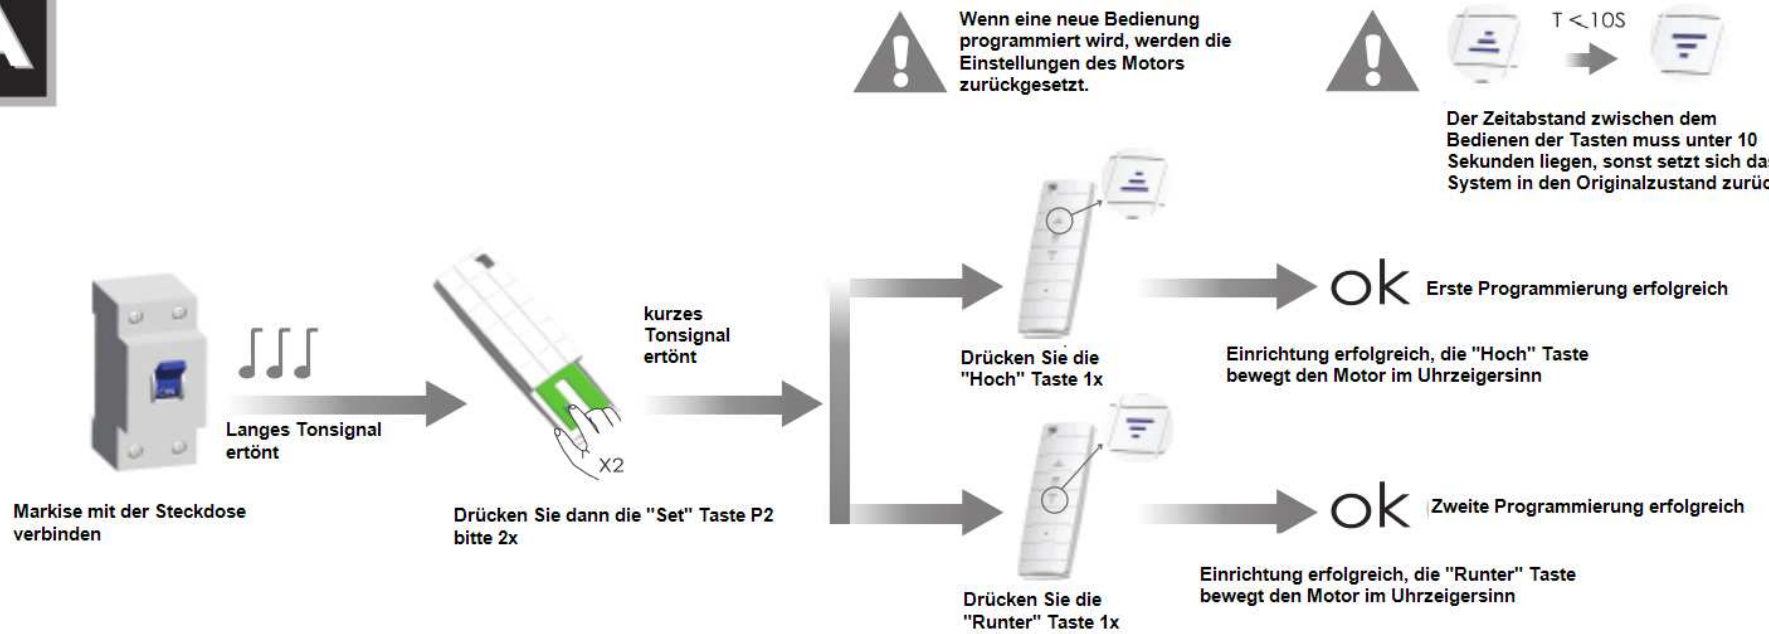 A
Wenn eine neue Bedienung
programmiert wird, werden die
Einstellungen des Motors
zurückgesetzt.
T <10S
Der Zeitabstand zwischen dem
Bedienen der Tasten muss unter 10
Sekunden liegen, sonst setzt sich das
System in den Originalzustand zurüc
Langes Tonsignal
ertönt
Markise mit der Steckdose
verbinden
X2
Drücken Sie dann die "Set" Taste P2
bitte 2x
kurzes
Tonsignal
ertönt
Drücken Sie die
"Hoch" Taste 1x
ok
Erste Programmierung erfolgreich
Einrichtung erfolgreich, die "Hoch" Taste
bewegt den Motor im Uhrzeigersinn
Drücken Sie die
"Runter" Taste 1x
ok
Zweite Programmierung erfolgreich
Einrichtung erfolgreich, die "Runter" Taste
bewegt den Motor im Uhrzeigersinn